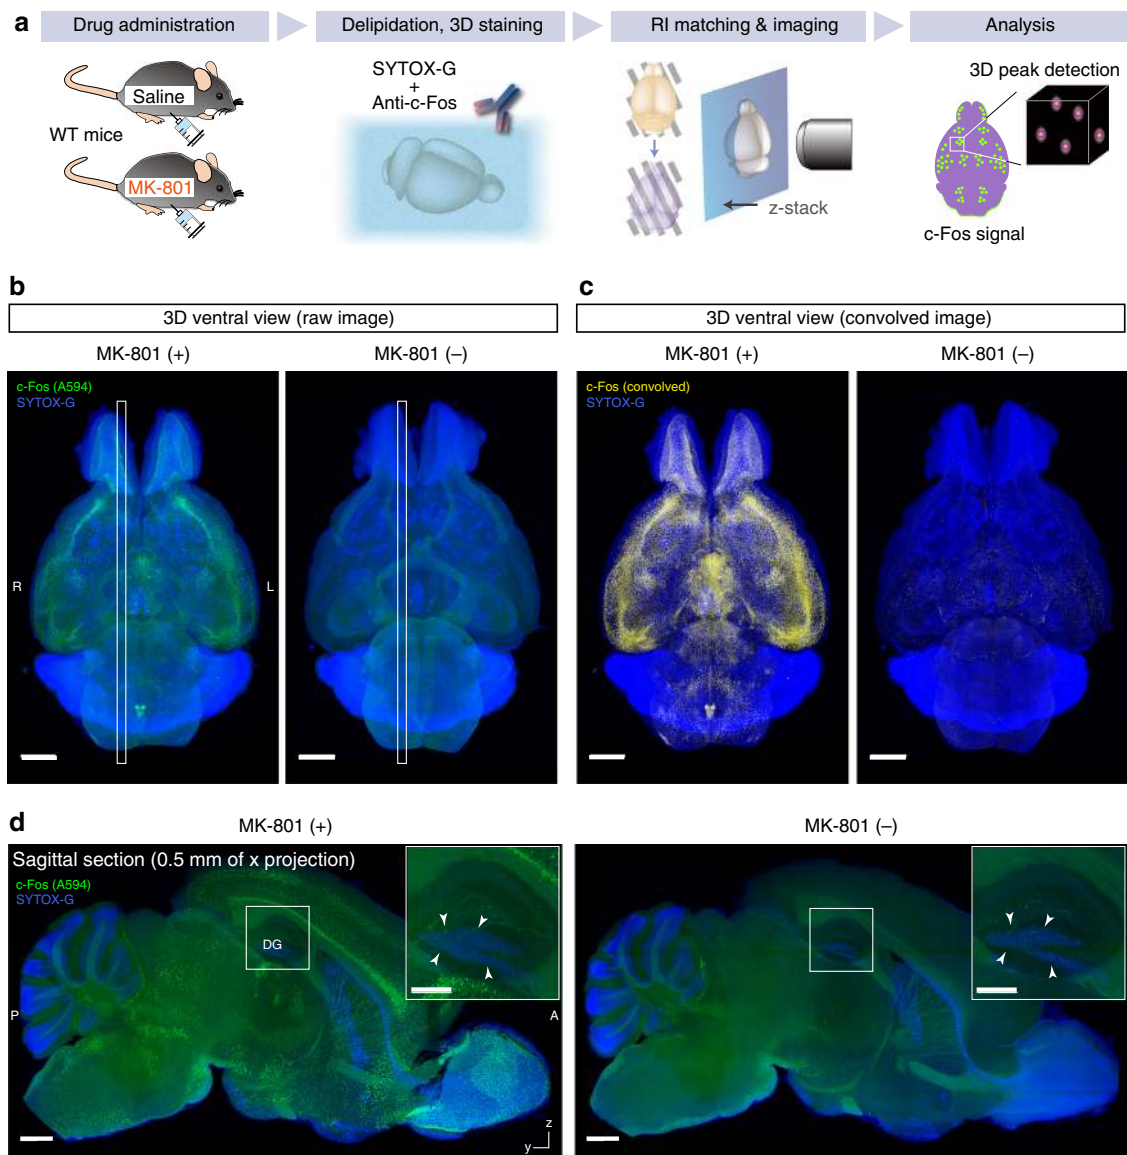 a
Drug administration
Delipidation, 3D staining
RI matching & imaging
Analysis
Saline
WT mice
MK-801
SYTOX-G
+
Anti-c-Fos
z-stack
3D peak detection
c-Fos signal
b
3D ventral view (raw image)
MK-801 (+)
MK-801 (–)
c-Fos (A594)
SYTOX-G
R
L
c
3D ventral view (convolved image)
MK-801 (+)
MK-801 (–)
c-Fos (convolved)
SYTOX-G
d
MK-801 (+)
MK-801 (–)
Sagittal section (0.5 mm of x projection)
c-Fos (A594)
SYTOX-G
DG
P
A
z
y